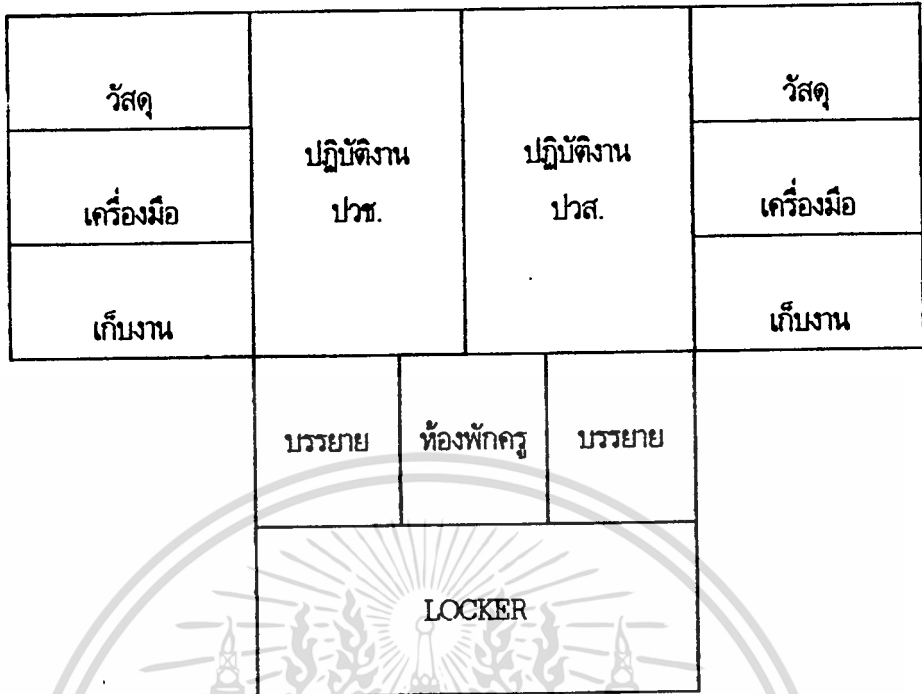 วัสดุ
เครื่องมือ
เก็บงาน
ปฏิบัติงาน
ปวช.
ปฏิบัติงาน
ปวส.
วัสดุ
เครื่องมือ
เก็บงาน
บรรยาย
ห้องพักครู
บรรยาย
LOCKER